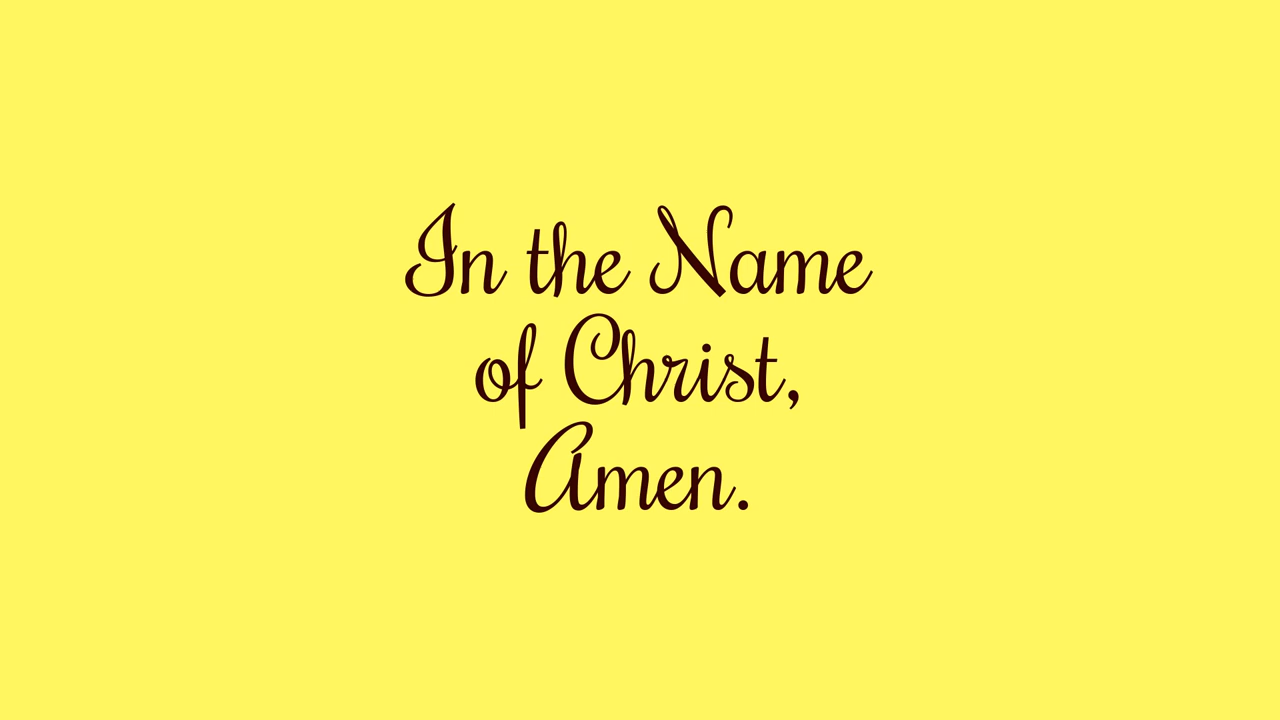 In the Name
of Christ,
Amen.